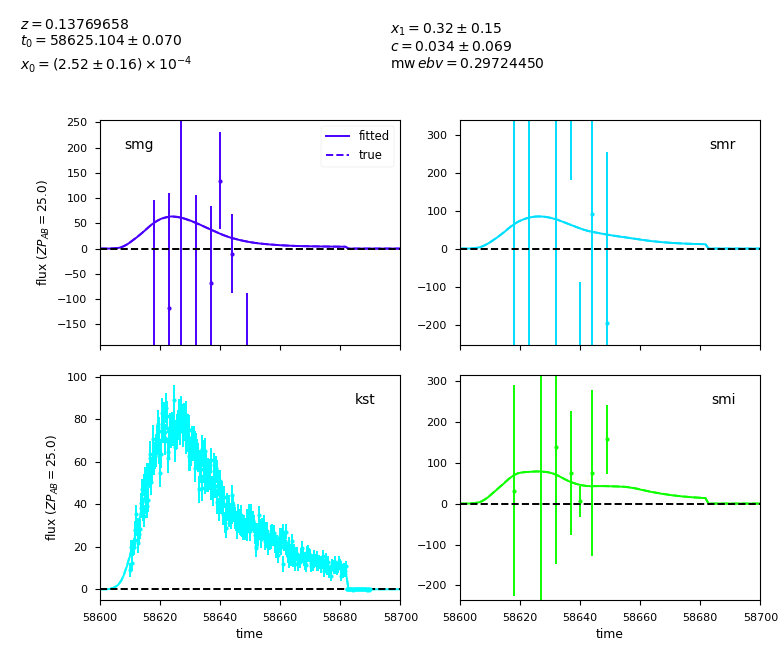 z = 0.13769658
t0 = 58625.104 ± 0.070
x0 = (2.52 ± 0.16) × 10^−4
x1 = 0.32 ± 0.15
c = 0.034 ± 0.069
mwebv = 0.29724450
250
200
150
100
50
0
−50
−100
−150
flux (ZP_AB = 25.0)
smg
fitted
true
300
200
100
0
−100
−200
smr
100
80
60
40
20
0
flux (ZP_AB = 25.0)
kst
58600
58620
58640
58660
58680
58700
time
300
200
100
0
−100
−200
smi
58600
58620
58640
58660
58680
58700
time